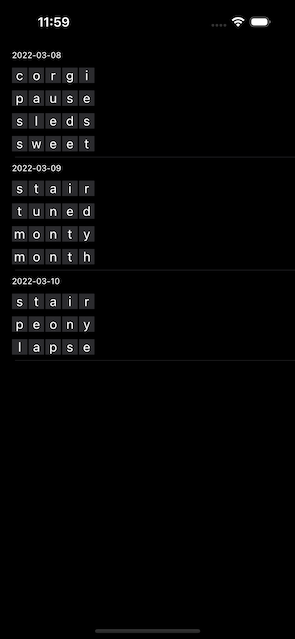 11:59
2022-03-08
c o r g i
p a u s e
s l e d s
s w e e t
2022-03-09
s t a i r
t u n e d
m o n t y
m o n t h
2022-03-10
s t a i r
p e o n y
l a p s e